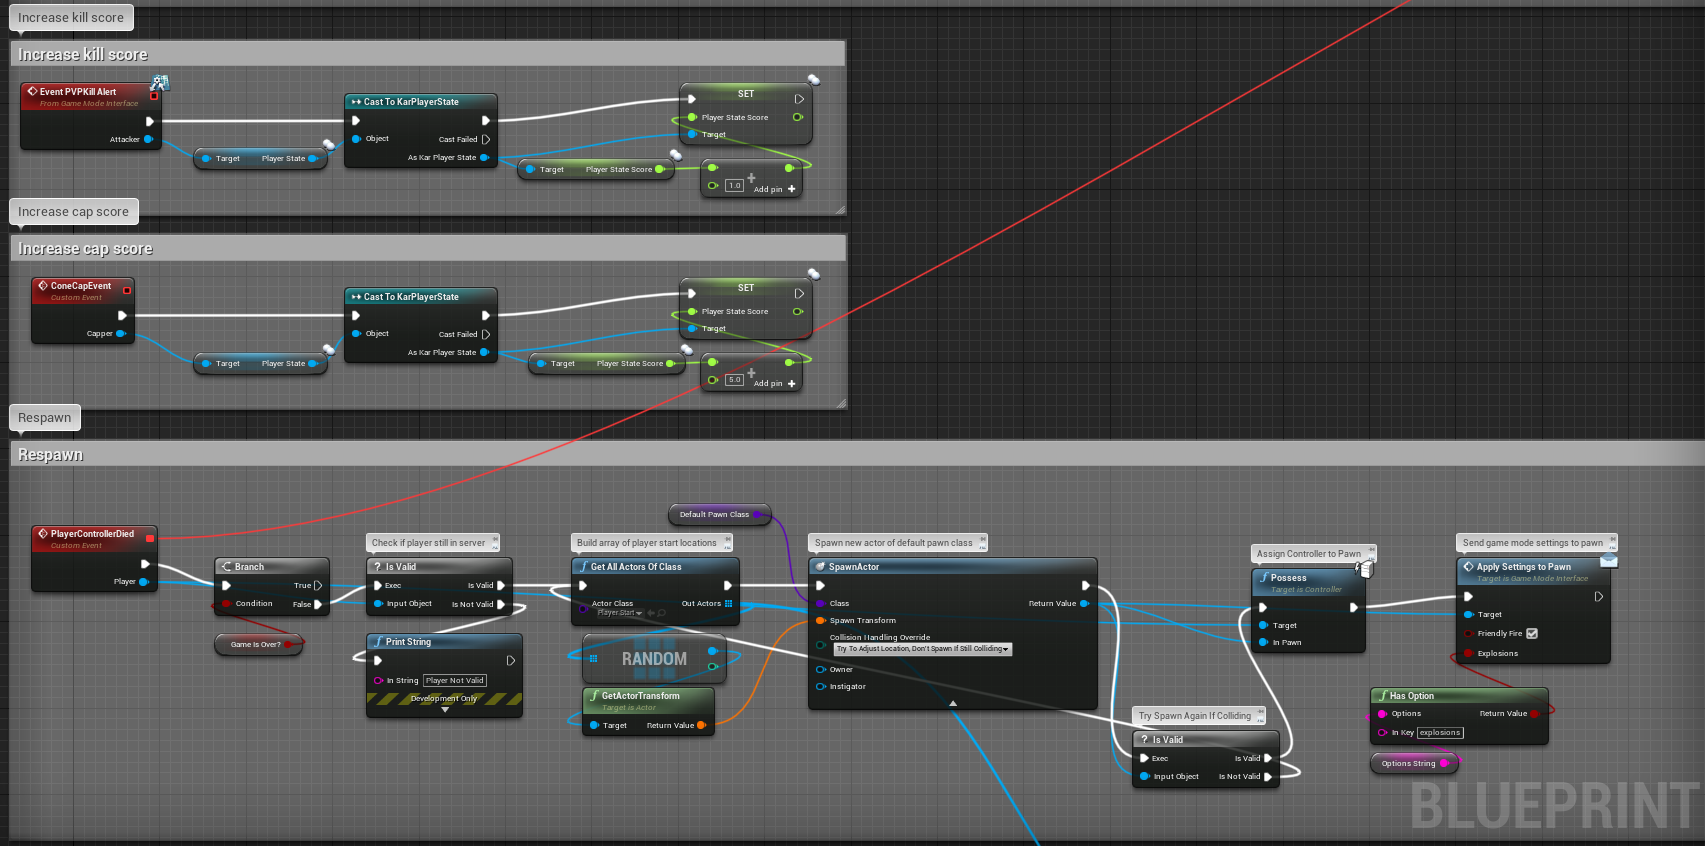 Increase kill score
Increase kill score
Event PVPKill Alert
From Game Mode Interface
Attacker
Target Player State
Cast To KarPlayerState
Object
Cast Failed
As Kar Player State
Target Player State Score
SET
Player State Score
Target
1.0
Add pin
Increase cap score
Increase cap score
ConeCapEvent
Custom Event
Capper
Target Player State
Cast To KarPlayerState
Object
Cast Failed
As Kar Player State
Target Player State Score
SET
Player State Score
Target
5.0
Add pin
Respawn
Respawn
PlayerControllerDied
Custom Event
Player
Branch
True
Condition False
Game Is Over?
Check if player still in server
Is Valid
Exec Is Valid
Input Object Is Not Valid
Print String
In String Player Not Valid
Development Only
Build array of player start locations
Get All Actors Of Class
Actor Class Out Actors
Player Start
RANDOM
GetActorTransform
Target is Actor
Target Return Value
Default Pawn Class
Spawn new actor of default pawn class
SpawnActor
Class Return Value
Spawn Transform
Collision Handling Override
Try To Adjust Location, Don't Spawn If Still Colliding
Owner
Instigator
Try Spawn Again If Colliding
Is Valid
Exec Is Valid
Input Object Is Not Valid
Assign Controller to Pawn
Possess
Target is Controller
Target
In Pawn
Send game mode settings to pawn
Apply Settings to Pawn
Target is Game Mode Interface
Target
Friendly Fire
Explosions
Has Option
Options Return Value
In Key explosions
Options String
BLUEPRINT